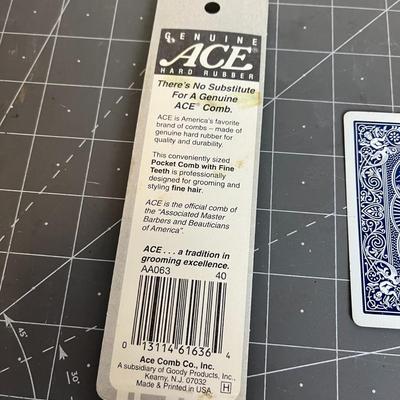 GENUINE
ACE®
HARD RUBBER
There's No Substitute
For A Genuine
ACE® Comb.
ACE is America's favorite
brand of combs – made of
genuine hard rubber for
quality and durability.
This conveniently sized
Pocket Comb with Fine
Teeth is professionally
designed for grooming and
styling fine hair.
ACE is the official comb of
the "Associated Master
Barbers and Beauticians
of America".
ACE . . . a tradition in
grooming excellence.
AA063 40
0 13114 61636 4
Ace Comb Co., Inc.
A subsidiary of Goody Products, Inc.,
Kearny, N.J. 07032
Made & Printed in USA
H
45°
30°